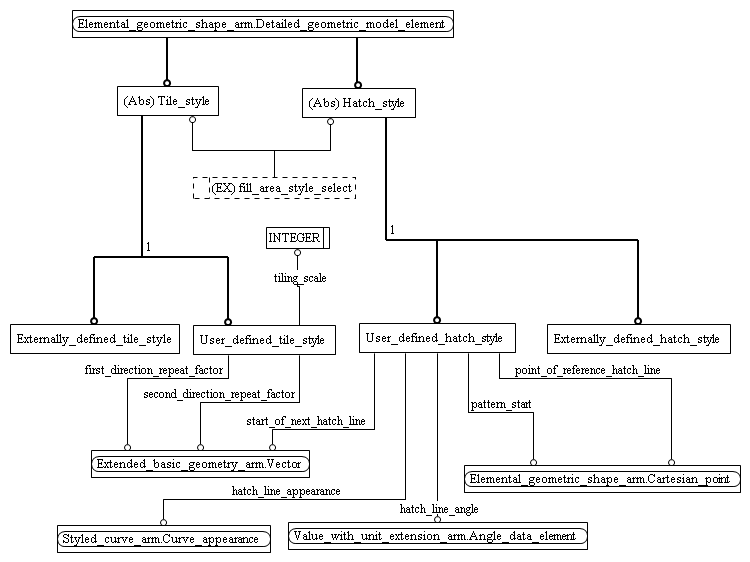 Elemental_geometric_shape_arm.Detailed_geometric_model_element
(Abs) Tile_style
(Abs) Hatch_style
(EX) fill_area_style_select
INTEGER
1
1
tiling_scale
Externally_defined_tile_style
User_defined_tile_style
User_defined_hatch_style
Externally_defined_hatch_style
first_direction_repeat_factor
point_of_reference_hatch_line
second_direction_repeat_factor
pattern_start
start_of_next_hatch_line
Extended_basic_geometry_arm.Vector
Elemental_geometric_shape_arm.Cartesian_point
hatch_line_appearance
hatch_line_angle
Styled_curve_arm.Curve_appearance
Value_with_unit_extension_arm.Angle_data_element